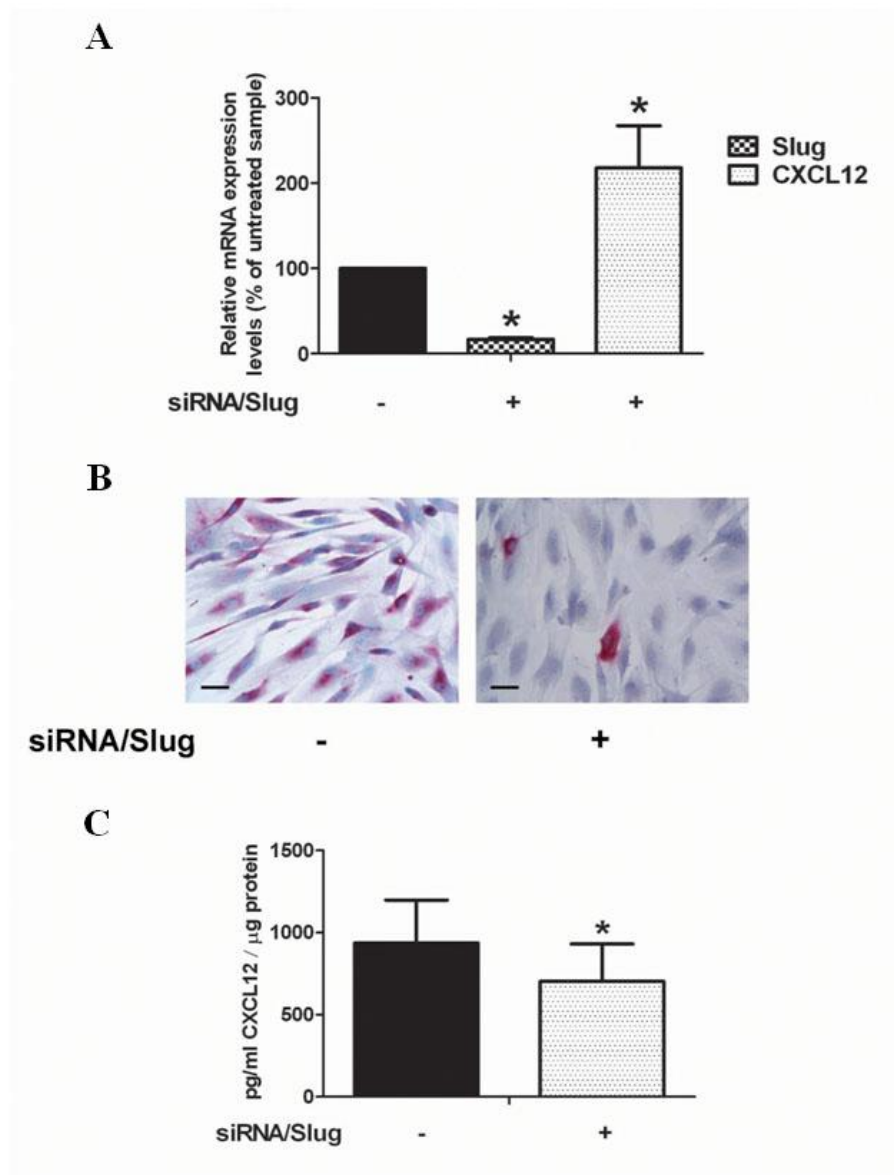 A
Relative mRNA expression
levels (% of untreated sample)
300
200
100
0
*
*
Slug
CXCL12
siRNA/Slug - + +
B
siRNA/Slug - +
C
pg/ml CXCL12 / µg protein
1500
1000
500
0
*
siRNA/Slug - +